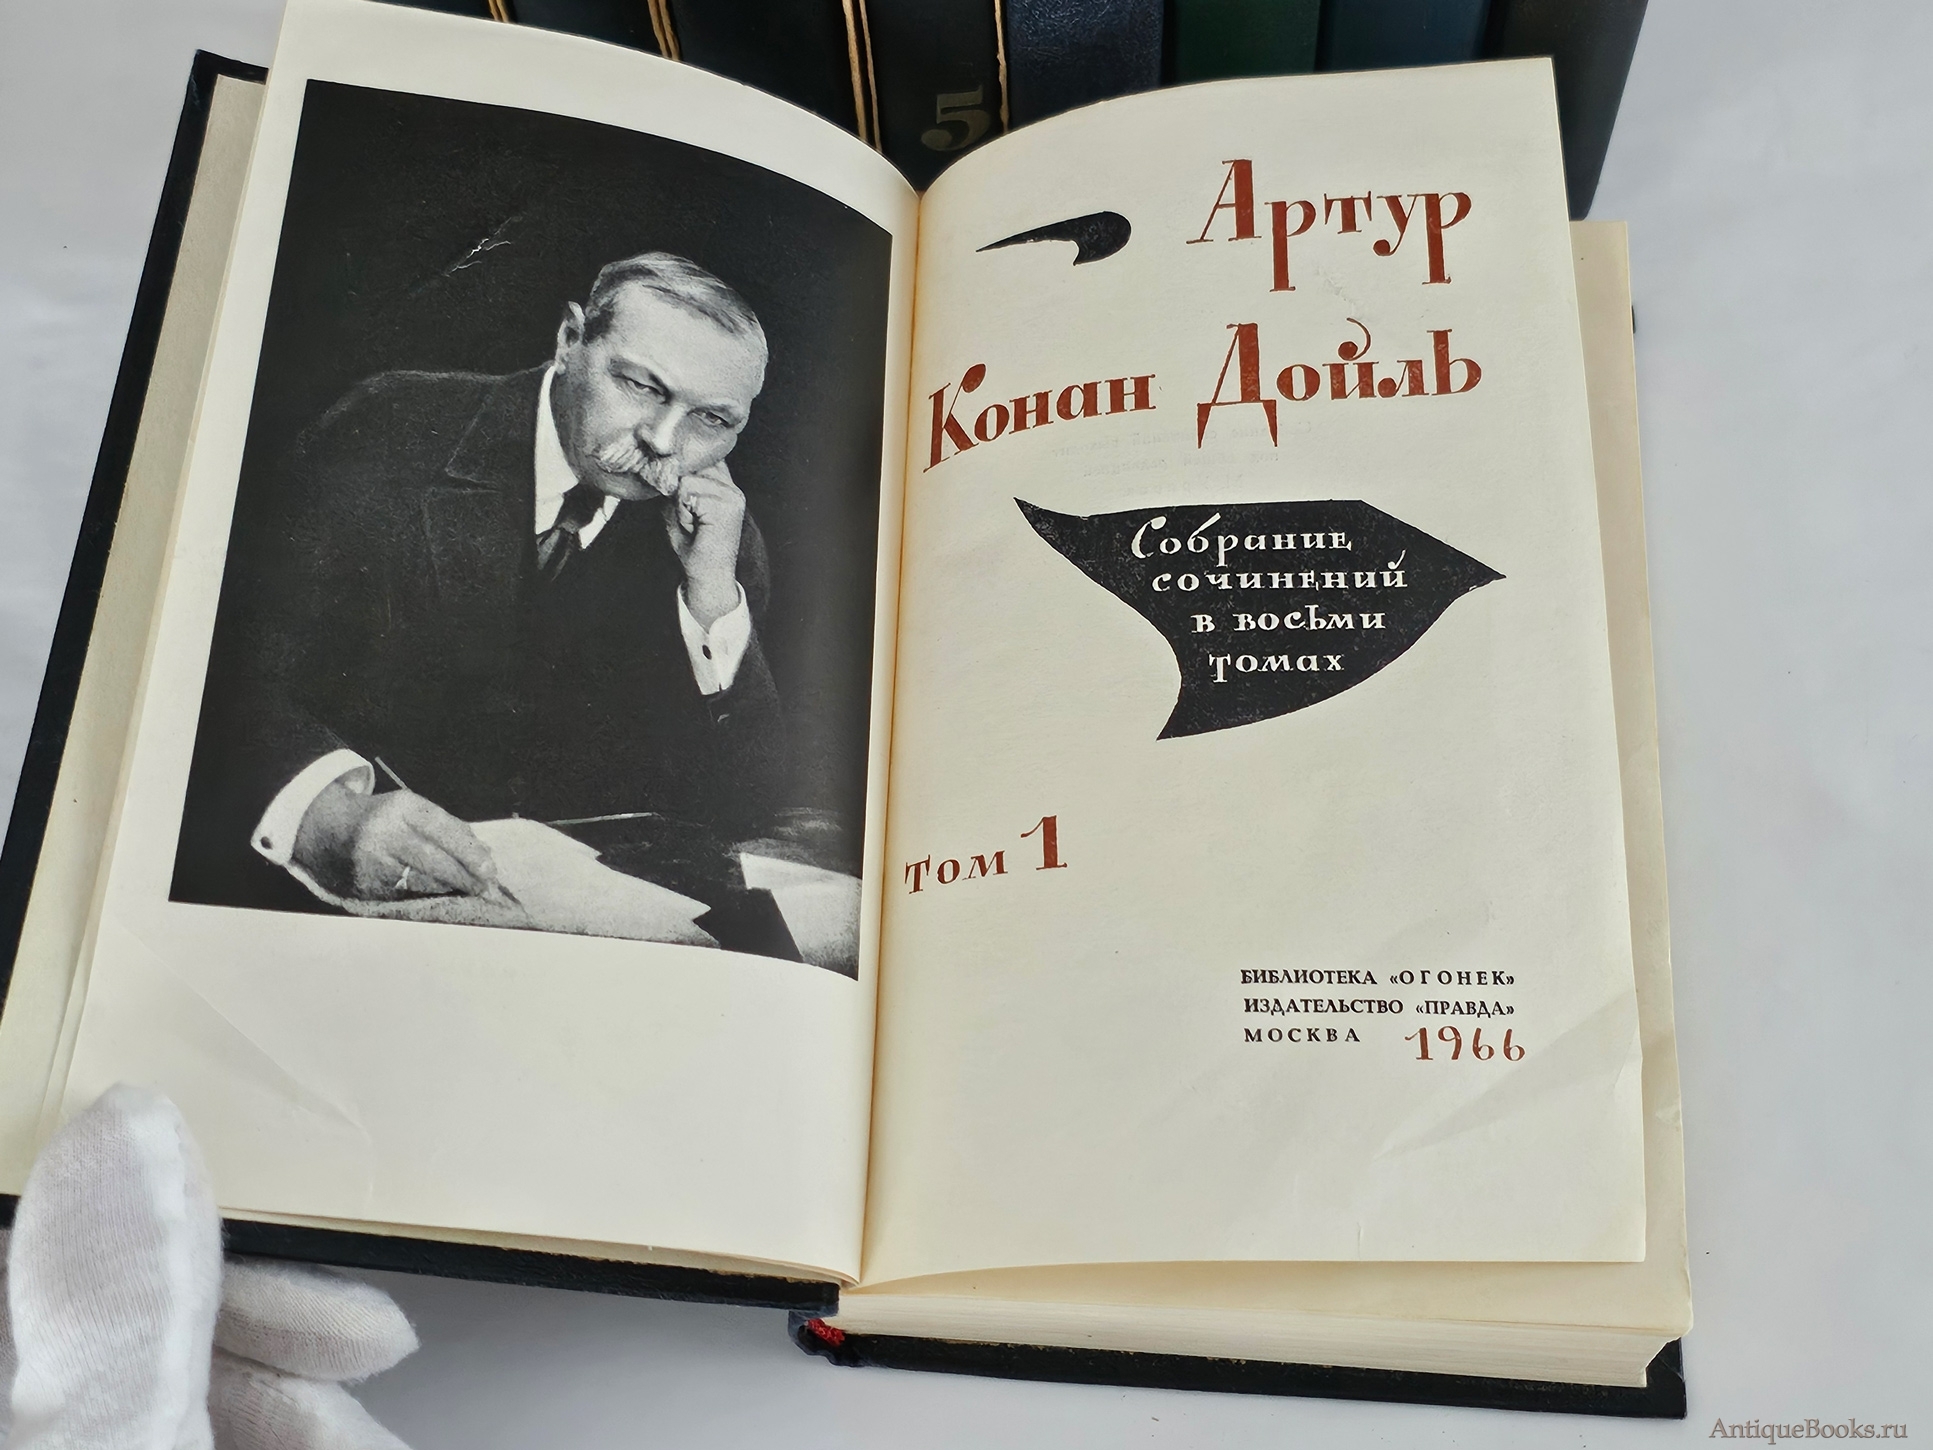 5
Артур
Конан Дойль
Собрание
сочинений
в восьми
томах
том 1
БИБЛИОТЕКА «ОГОНЕК»
ИЗДАТЕЛЬСТВО «ПРАВДА»
МОСКВА 1966
AntiqueBooks.ru